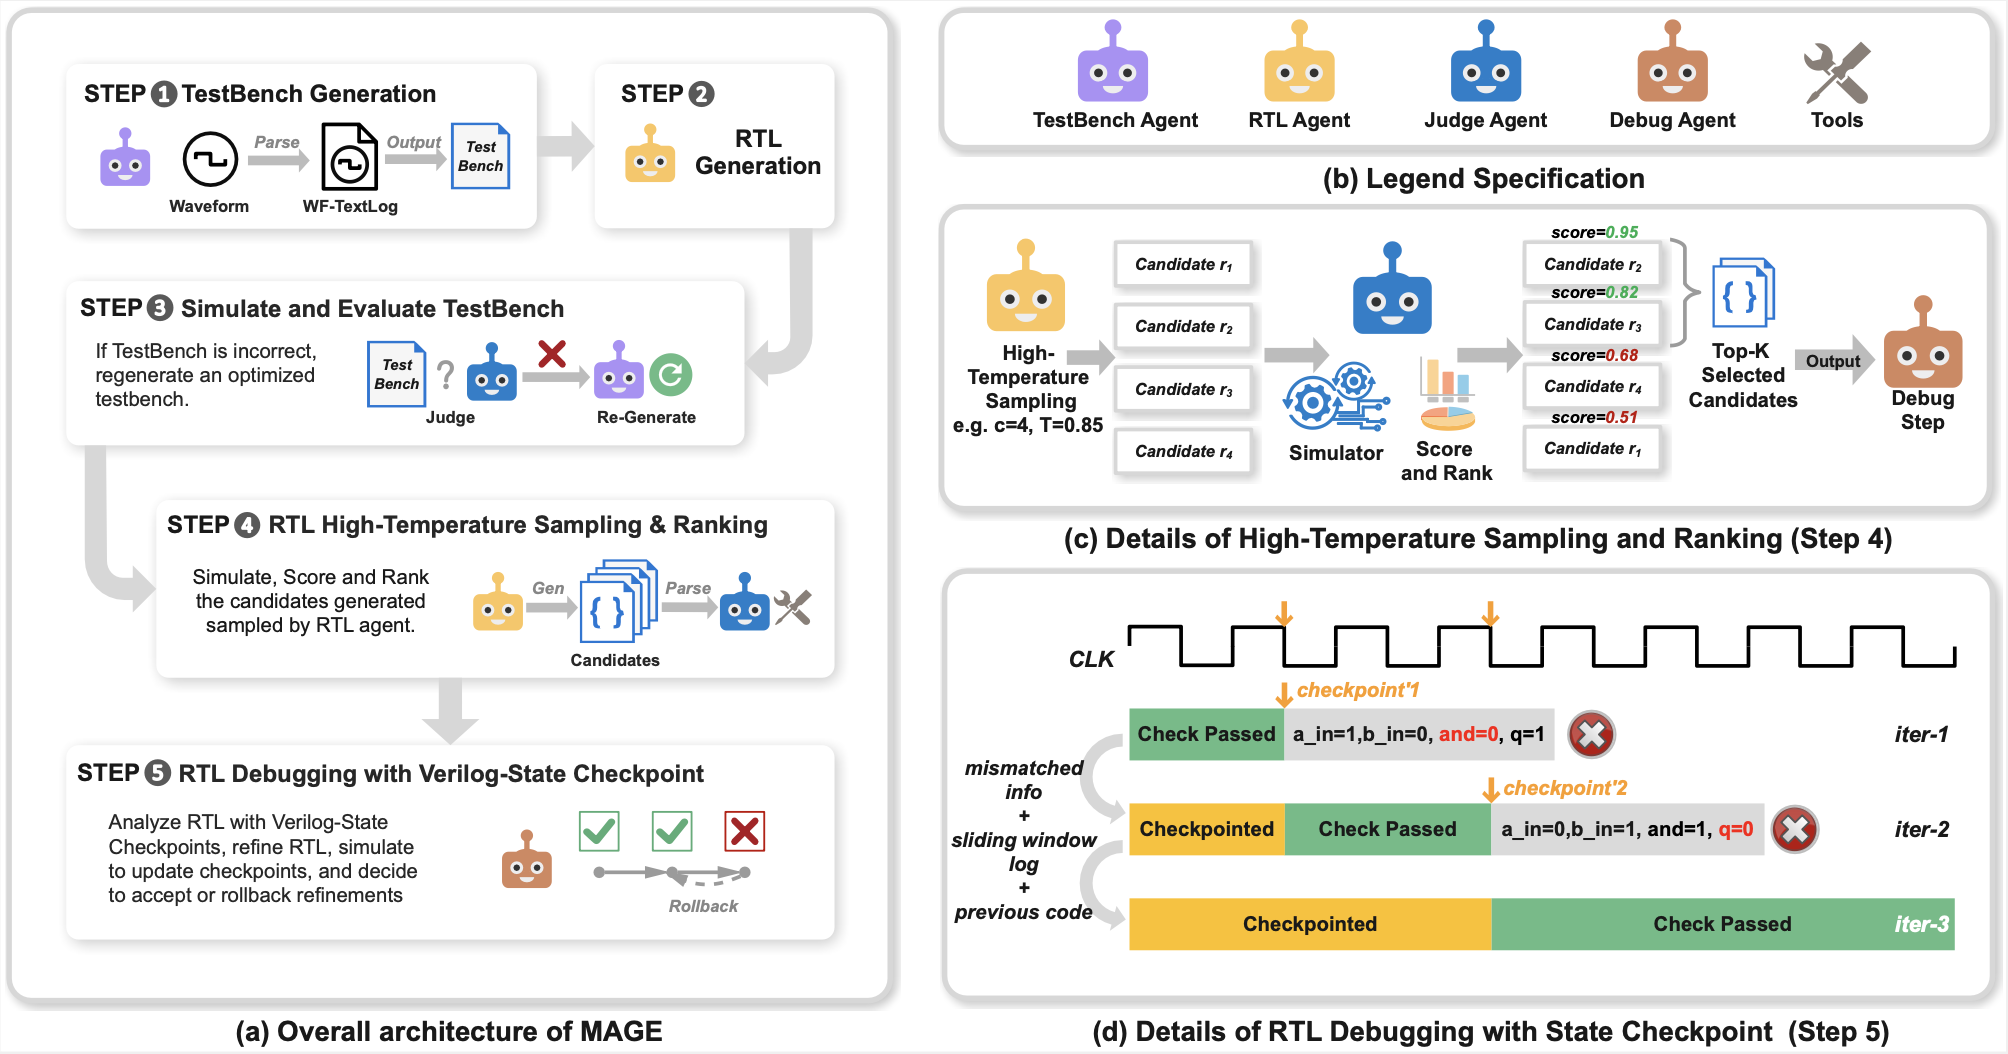 STEP 1 TestBench Generation
Parse
Output
Test
Bench
Waveform
WF-TextLog
STEP 2
RTL
Generation
STEP 3 Simulate and Evaluate TestBench
If TestBench is incorrect,
regenerate an optimized
testbench.
Test
Bench
?
Judge
Re-Generate
STEP 4 RTL High-Temperature Sampling & Ranking
Simulate, Score and Rank
the candidates generated
sampled by RTL agent.
Gen
{ }
Parse
Candidates
STEP 5 RTL Debugging with Verilog-State Checkpoint
Analyze RTL with Verilog-State
Checkpoints, refine RTL, simulate
to update checkpoints, and decide
to accept or rollback refinements
Rollback
(a) Overall architecture of MAGE
TestBench Agent
RTL Agent
Judge Agent
Debug Agent
Tools
(b) Legend Specification
High-
Temperature
Sampling
e.g. c=4, T=0.85
Candidate r1
Candidate r2
Candidate r3
Candidate r4
Simulator
Score
and Rank
score=0.95
Candidate r2
score=0.82
Candidate r3
score=0.68
Candidate r4
score=0.51
Candidate r1
{ }
Top-K
Selected
Candidates
Output
Debug
Step
(c) Details of High-Temperature Sampling and Ranking (Step 4)
CLK
checkpoint'1
Check Passed
a_in=1,b_in=0, and=0, q=1
iter-1
mismatched
info
+
sliding window
log
+
previous code
checkpoint'2
Checkpointed
Check Passed
a_in=0,b_in=1, and=1, q=0
iter-2
Checkpointed
Check Passed
iter-3
(d) Details of RTL Debugging with State Checkpoint (Step 5)